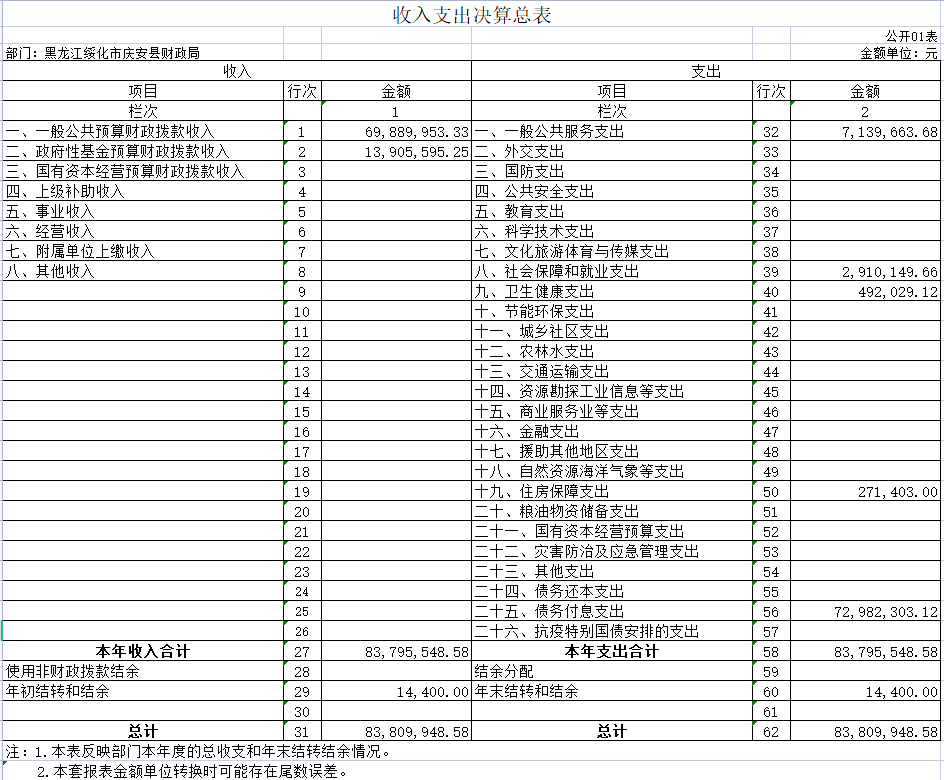 收入支出决算总表
公开01表
部门：黑龙江绥化市庆安县财政局 金额单位：元
收入 支出
项目 行次 金额 项目 行次 金额
栏次 1 栏次 2
一、一般公共预算财政拨款收入 1 69,889,953.33 一、一般公共服务支出 32 7,139,663.68
二、政府性基金预算财政拨款收入 2 13,905,595.25 二、外交支出 33
三、国有资本经营预算财政拨款收入 3 三、国防支出 34
四、上级补助收入 4 四、公共安全支出 35
五、事业收入 5 五、教育支出 36
六、经营收入 6 六、科学技术支出 37
七、附属单位上缴收入 7 七、文化旅游体育与传媒支出 38
八、其他收入 8 八、社会保障和就业支出 39 2,910,149.66
9 九、卫生健康支出 40 492,029.12
10 十、节能环保支出 41
11 十一、城乡社区支出 42
12 十二、农林水支出 43
13 十三、交通运输支出 44
14 十四、资源勘探工业信息等支出 45
15 十五、商业服务业等支出 46
16 十六、金融支出 47
17 十七、援助其他地区支出 48
18 十八、自然资源海洋气象等支出 49
19 十九、住房保障支出 50 271,403.00
20 二十、粮油物资储备支出 51
21 二十一、国有资本经营预算支出 52
22 二十二、灾害防治及应急管理支出 53
23 二十三、其他支出 54
24 二十四、债务还本支出 55
25 二十五、债务付息支出 56 72,982,303.12
26 二十六、抗疫特别国债安排的支出 57
本年收入合计 27 83,795,548.58 本年支出合计 58 83,795,548.58
使用非财政拨款结余 28 结余分配 59
年初结转和结余 29 14,400.00 年末结转和结余 60 14,400.00
30 61
总计 31 83,809,948.58 总计 62 83,809,948.58
注：1.本表反映部门本年度的总收支和年末结转结余情况。
2.本套报表金额单位转换时可能存在尾数误差。